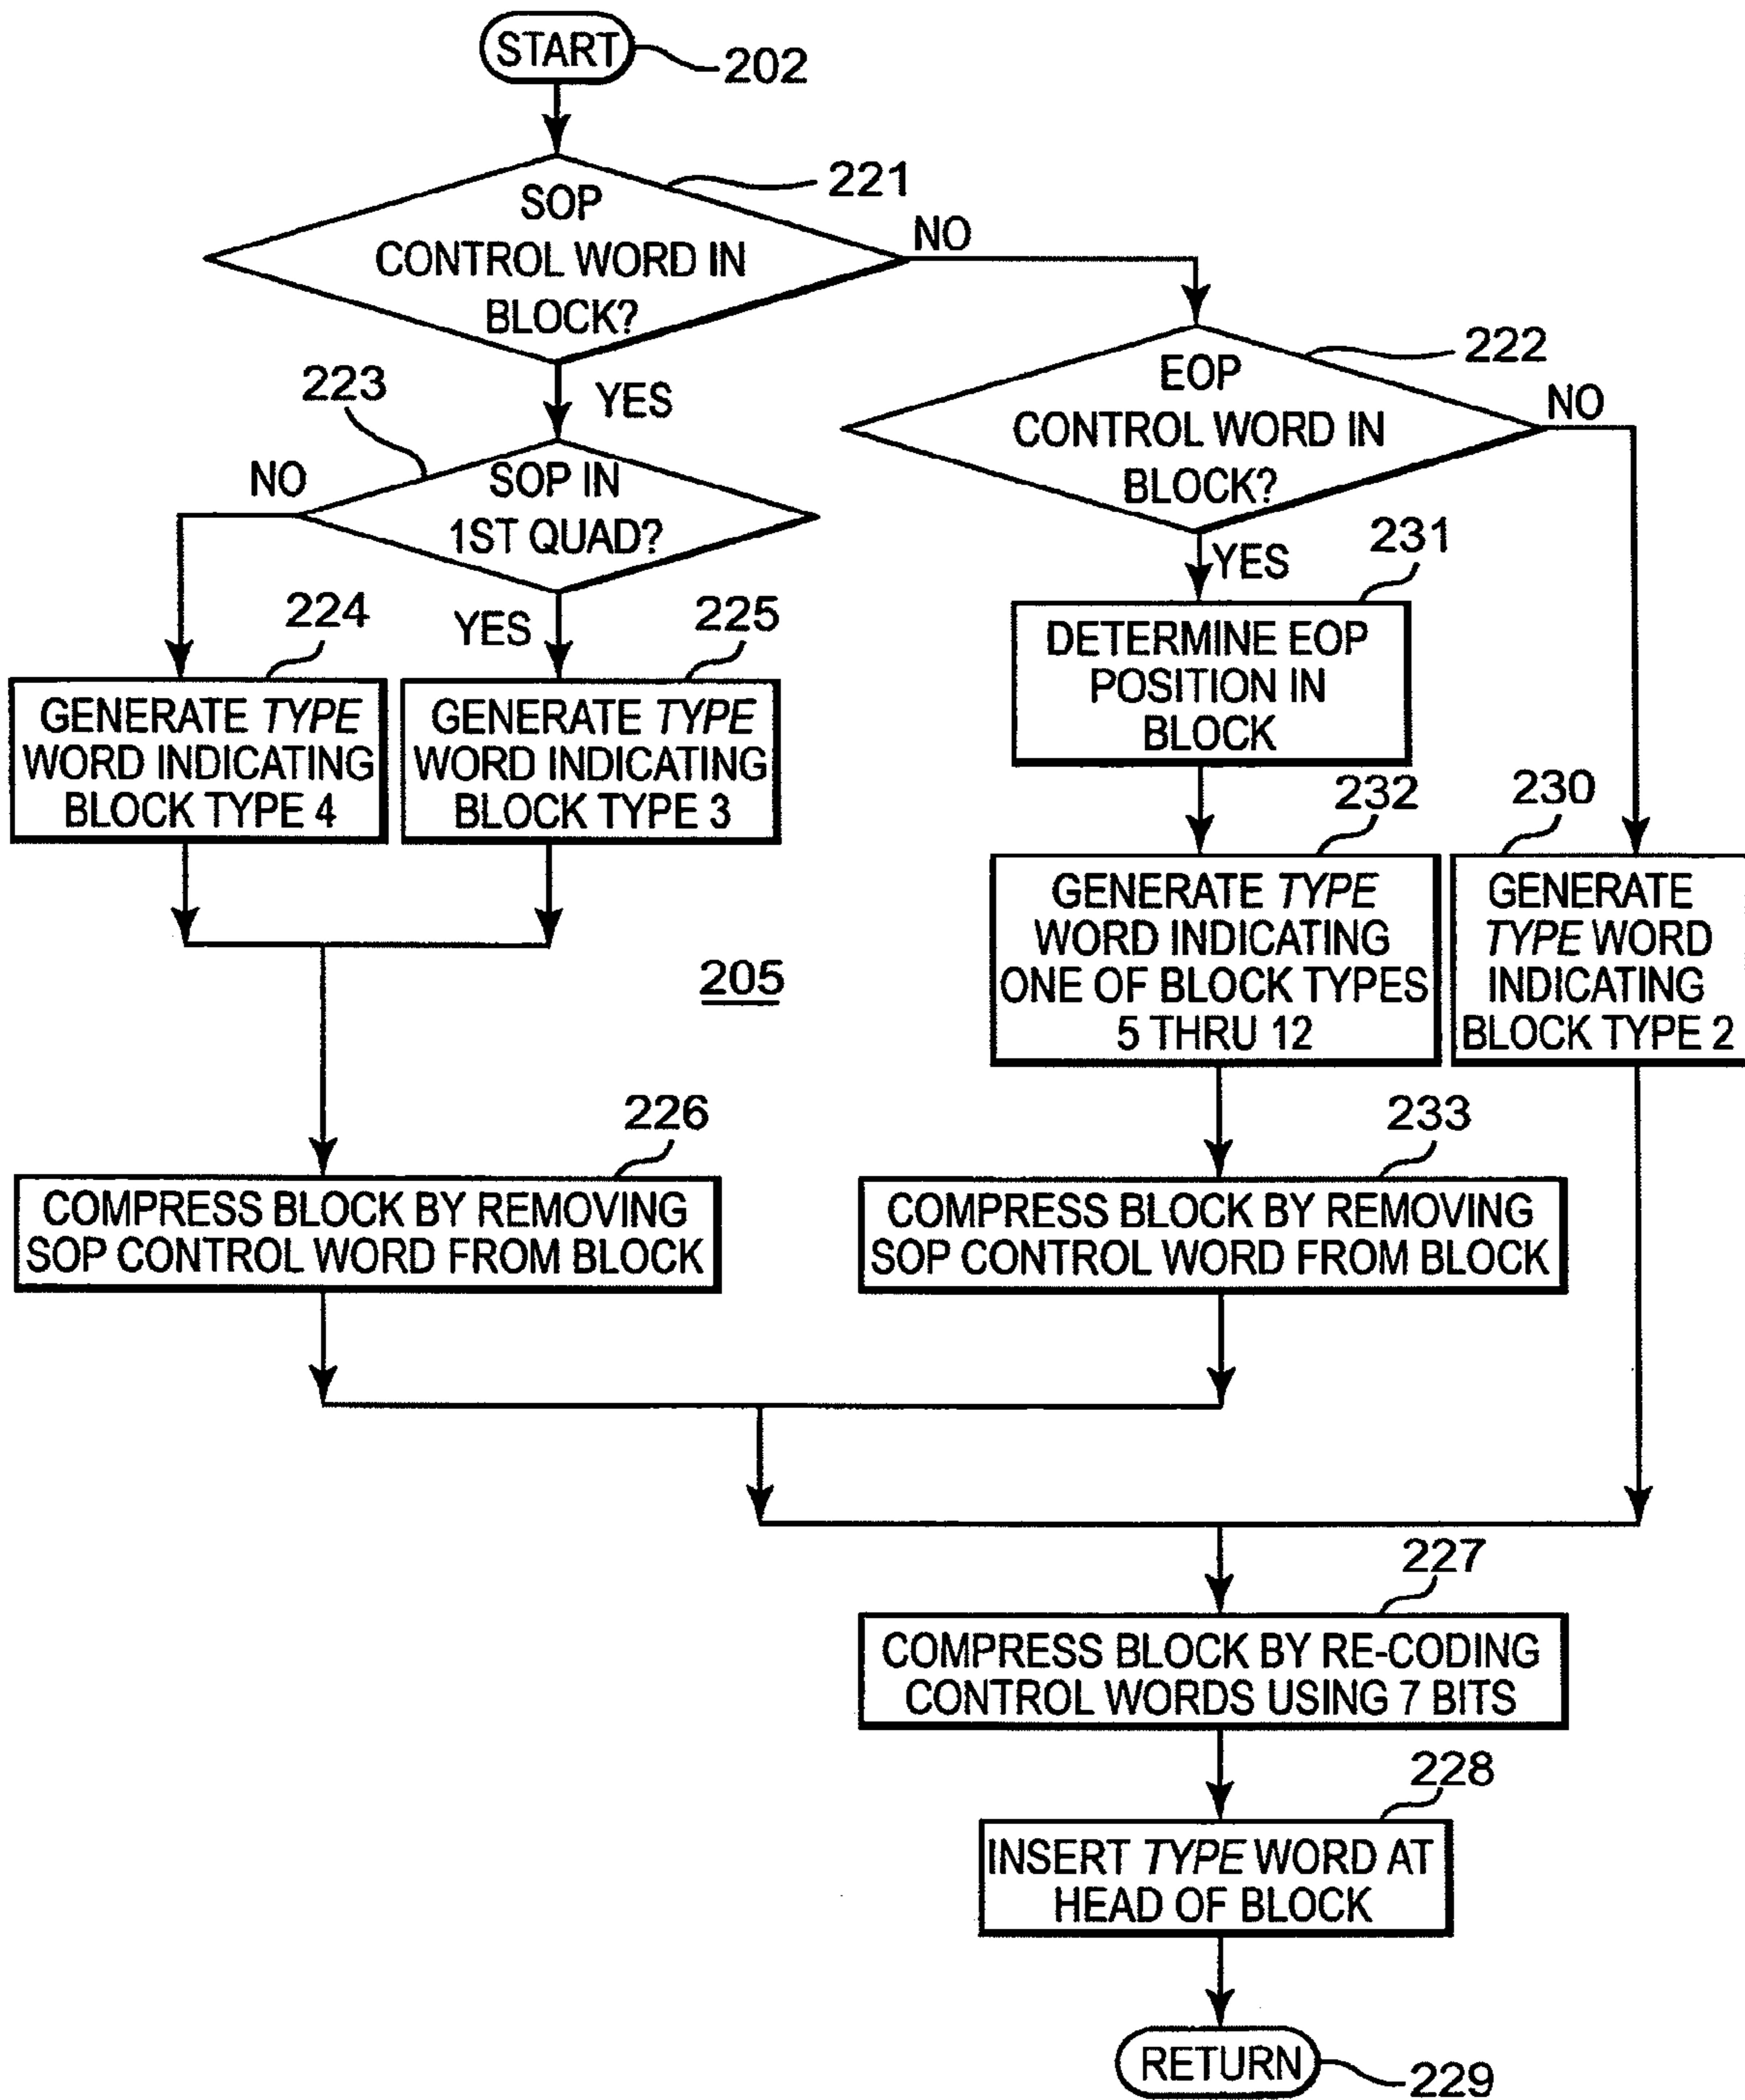 START
202
SOP
CONTROL WORD IN
BLOCK?
221
NO
YES
EOP
CONTROL WORD IN
BLOCK?
222
NO
YES
223
SOP IN
1ST QUAD?
NO
YES
224
GENERATE TYPE
WORD INDICATING
BLOCK TYPE 4
225
GENERATE TYPE
WORD INDICATING
BLOCK TYPE 3
231
DETERMINE EOP
POSITION IN
BLOCK
232
GENERATE TYPE
WORD INDICATING
ONE OF BLOCK TYPES
5 THRU 12
230
GENERATE
TYPE WORD
INDICATING
BLOCK TYPE 2
205
226
COMPRESS BLOCK BY REMOVING
SOP CONTROL WORD FROM BLOCK
233
COMPRESS BLOCK BY REMOVING
SOP CONTROL WORD FROM BLOCK
227
COMPRESS BLOCK BY RE-CODING
CONTROL WORDS USING 7 BITS
228
INSERT TYPE WORD AT
HEAD OF BLOCK
RETURN
229